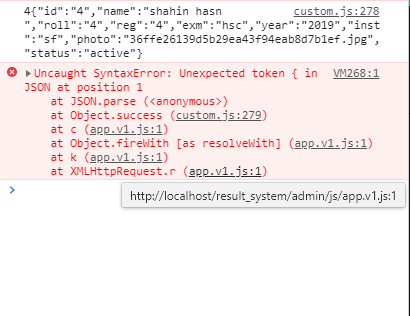 4{"id":"4","name":"shahin hasn custom.js:278
","roll":"4","reg":"4","exm":"hsc","year":"2019","inst
":"sf","photo":"36ffe26139d5b29ea43f94eab8d7b1ef.jpg",
"status":"active"}
Uncaught SyntaxError: Unexpected token { in VM268:1
JSON at position 1
at JSON.parse (<anonymous>)
at Object.success (custom.js:279)
at c (app.v1.js:1)
at Object.fireWith [as resolveWith] (app.v1.js:1)
at k (app.v1.js:1)
at XMLHttpRequest.r (app.v1.js:1)
http://localhost/result_system/admin/js/app.v1.js:1